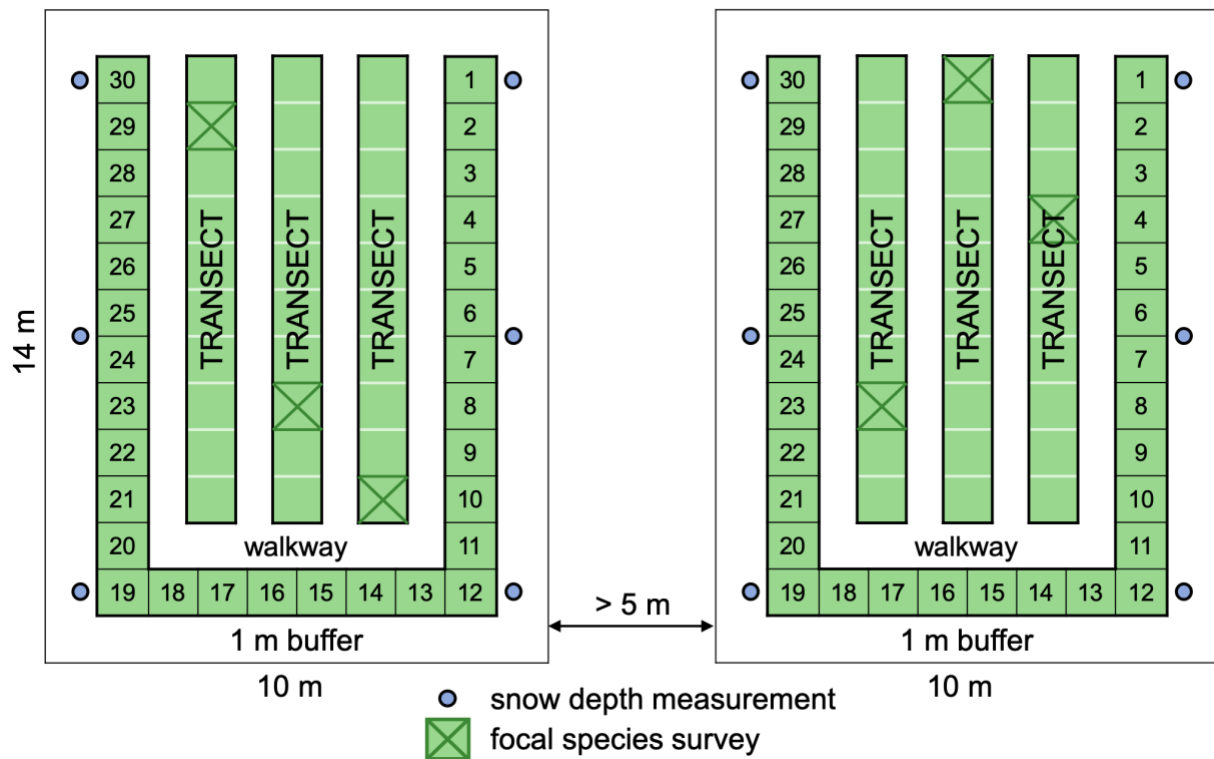 30 1 30 1
29 2 29 2
28 3 28 3
27 4 27 4
26 5 26 5
25 6 25 6
24 7 24 7
23 8 23 8
22 9 22 9
21 10 21 10
20 11 20 11
19 18 17 16 15 14 13 12 19 18 17 16 15 14 13 12
TRANSECT
TRANSECT
TRANSECT
TRANSECT
TRANSECT
TRANSECT
14 m
walkway
walkway
> 5 m
1 m buffer
1 m buffer
10 m
10 m
snow depth measurement
focal species survey